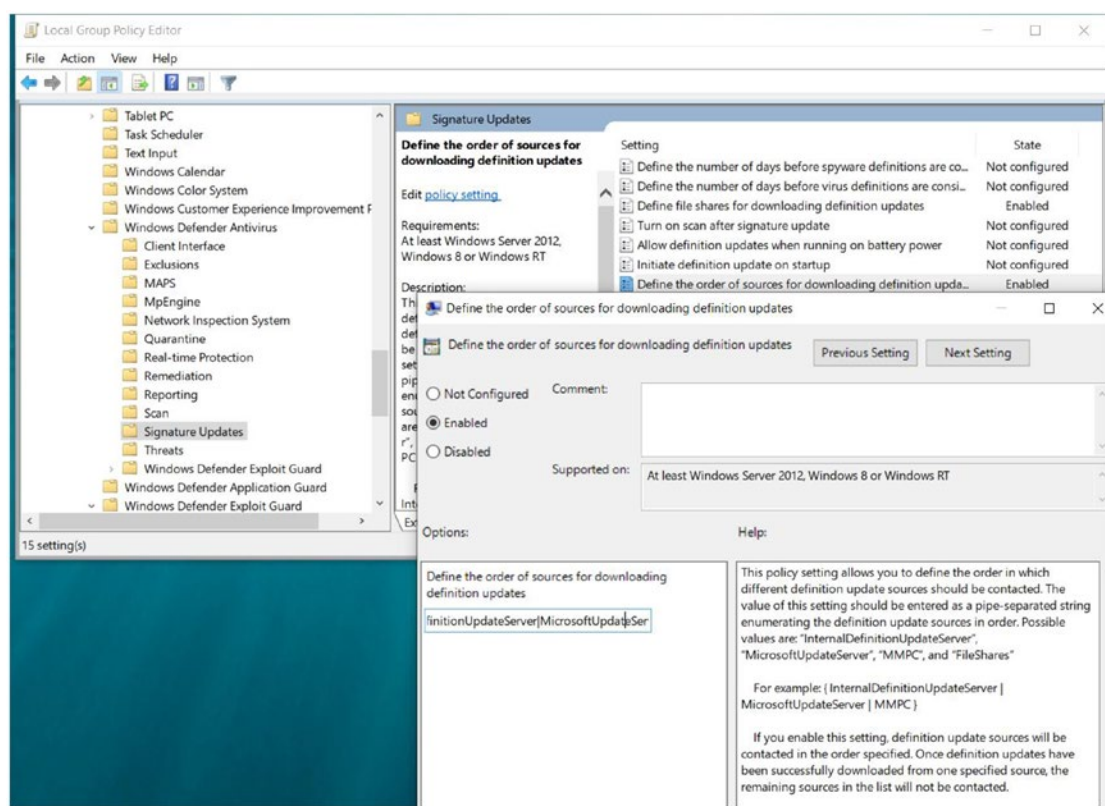 Local Group Policy Editor
File Action View Help
Tablet PC
Task Scheduler
Text Input
Windows Calendar
Windows Color System
Windows Customer Experience Improvement P
Windows Defender Antivirus
Client Interface
Exclusions
MAPS
MpEngine
Network Inspection System
Quarantine
Real-time Protection
Remediation
Reporting
Scan
Signature Updates
Threats
Windows Defender Exploit Guard
Windows Defender Application Guard
Windows Defender Exploit Guard
15 setting(s)
Signature Updates
Define the order of sources for
downloading definition updates
Edit policy setting
Requirements:
At least Windows Server 2012,
Windows 8 or Windows RT
Description:
Th
def
def
be
set
pip
enu
sou
are
r",
PC
Int
Ex
Setting State
Define the number of days before spyware definitions are co... Not configured
Define the number of days before virus definitions are consi... Not configured
Define file shares for downloading definition updates Enabled
Turn on scan after signature update Not configured
Allow definition updates when running on battery power Not configured
Initiate definition update on startup Not configured
Define the order of sources for downloading definition upda... Enabled
Define the order of sources for downloading definition updates
Define the order of sources for downloading definition updates
Previous Setting Next Setting
Not Configured
Enabled
Disabled
Comment:
Supported on:
At least Windows Server 2012, Windows 8 or Windows RT
Options:
Define the order of sources for downloading
definition updates
finitionUpdateServer|MicrosoftUpdateSer
Help:
This policy setting allows you to define the order in which
different definition update sources should be contacted. The
value of this setting should be entered as a pipe-separated string
enumerating the definition update sources in order. Possible
values are: "InternalDefinitionUpdateServer",
"MicrosoftUpdateServer", "MMPC", and "FileShares"
For example: { InternalDefinitionUpdateServer |
MicrosoftUpdateServer | MMPC }
If you enable this setting, definition update sources will be
contacted in the order specified. Once definition updates have
been successfully downloaded from one specified source, the
remaining sources in the list will not be contacted.